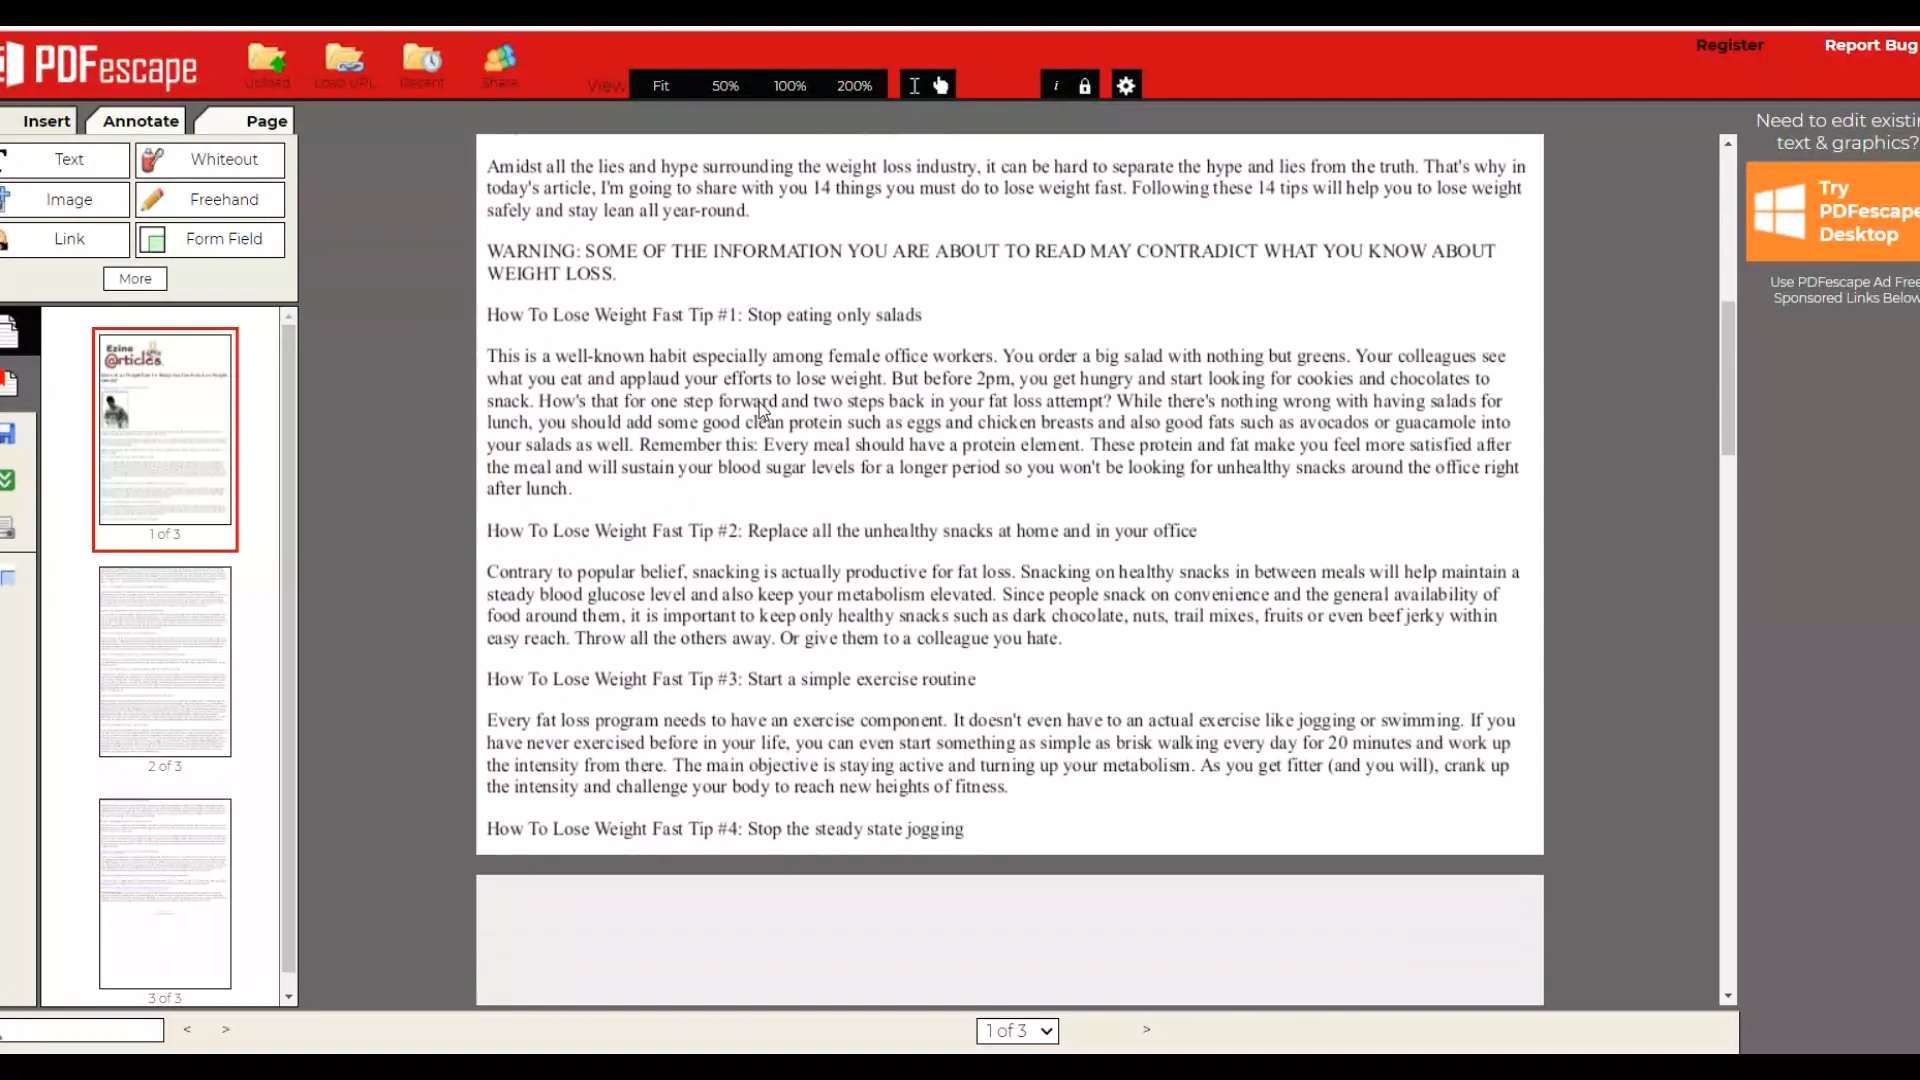 PDFescape
Upload
Load URL
Recent
Share
View
Fit
50%
100%
200%
i
Register
Report Bug
Insert
Annotate
Page
Text
Whiteout
Image
Freehand
Link
Form Field
More
Ezine
@rticles
1 of 3
2 of 3
3 of 3
Amidst all the lies and hype surrounding the weight loss industry, it can be hard to separate the hype and lies from the truth. That's why in
today's article, I'm going to share with you 14 things you must do to lose weight fast. Following these 14 tips will help you to lose weight
safely and stay lean all year-round.
WARNING: SOME OF THE INFORMATION YOU ARE ABOUT TO READ MAY CONTRADICT WHAT YOU KNOW ABOUT
WEIGHT LOSS.
How To Lose Weight Fast Tip #1: Stop eating only salads
This is a well-known habit especially among female office workers. You order a big salad with nothing but greens. Your colleagues see
what you eat and applaud your efforts to lose weight. But before 2pm, you get hungry and start looking for cookies and chocolates to
snack. How's that for one step forward and two steps back in your fat loss attempt? While there's nothing wrong with having salads for
lunch, you should add some good clean protein such as eggs and chicken breasts and also good fats such as avocados or guacamole into
your salads as well. Remember this: Every meal should have a protein element. These protein and fat make you feel more satisfied after
the meal and will sustain your blood sugar levels for a longer period so you won't be looking for unhealthy snacks around the office right
after lunch.
How To Lose Weight Fast Tip #2: Replace all the unhealthy snacks at home and in your office
Contrary to popular belief, snacking is actually productive for fat loss. Snacking on healthy snacks in between meals will help maintain a
steady blood glucose level and also keep your metabolism elevated. Since people snack on convenience and the general availability of
food around them, it is important to keep only healthy snacks such as dark chocolate, nuts, trail mixes, fruits or even beef jerky within
easy reach. Throw all the others away. Or give them to a colleague you hate.
How To Lose Weight Fast Tip #3: Start a simple exercise routine
Every fat loss program needs to have an exercise component. It doesn't even have to an actual exercise like jogging or swimming. If you
have never exercised before in your life, you can even start something as simple as brisk walking every day for 20 minutes and work up
the intensity from there. The main objective is staying active and turning up your metabolism. As you get fitter (and you will), crank up
the intensity and challenge your body to reach new heights of fitness.
How To Lose Weight Fast Tip #4: Stop the steady state jogging
Need to edit existi
text & graphics?
Try
PDFescape
Desktop
Use PDFescape Ad Free
Sponsored Links Below
<
>
1 of 3
>